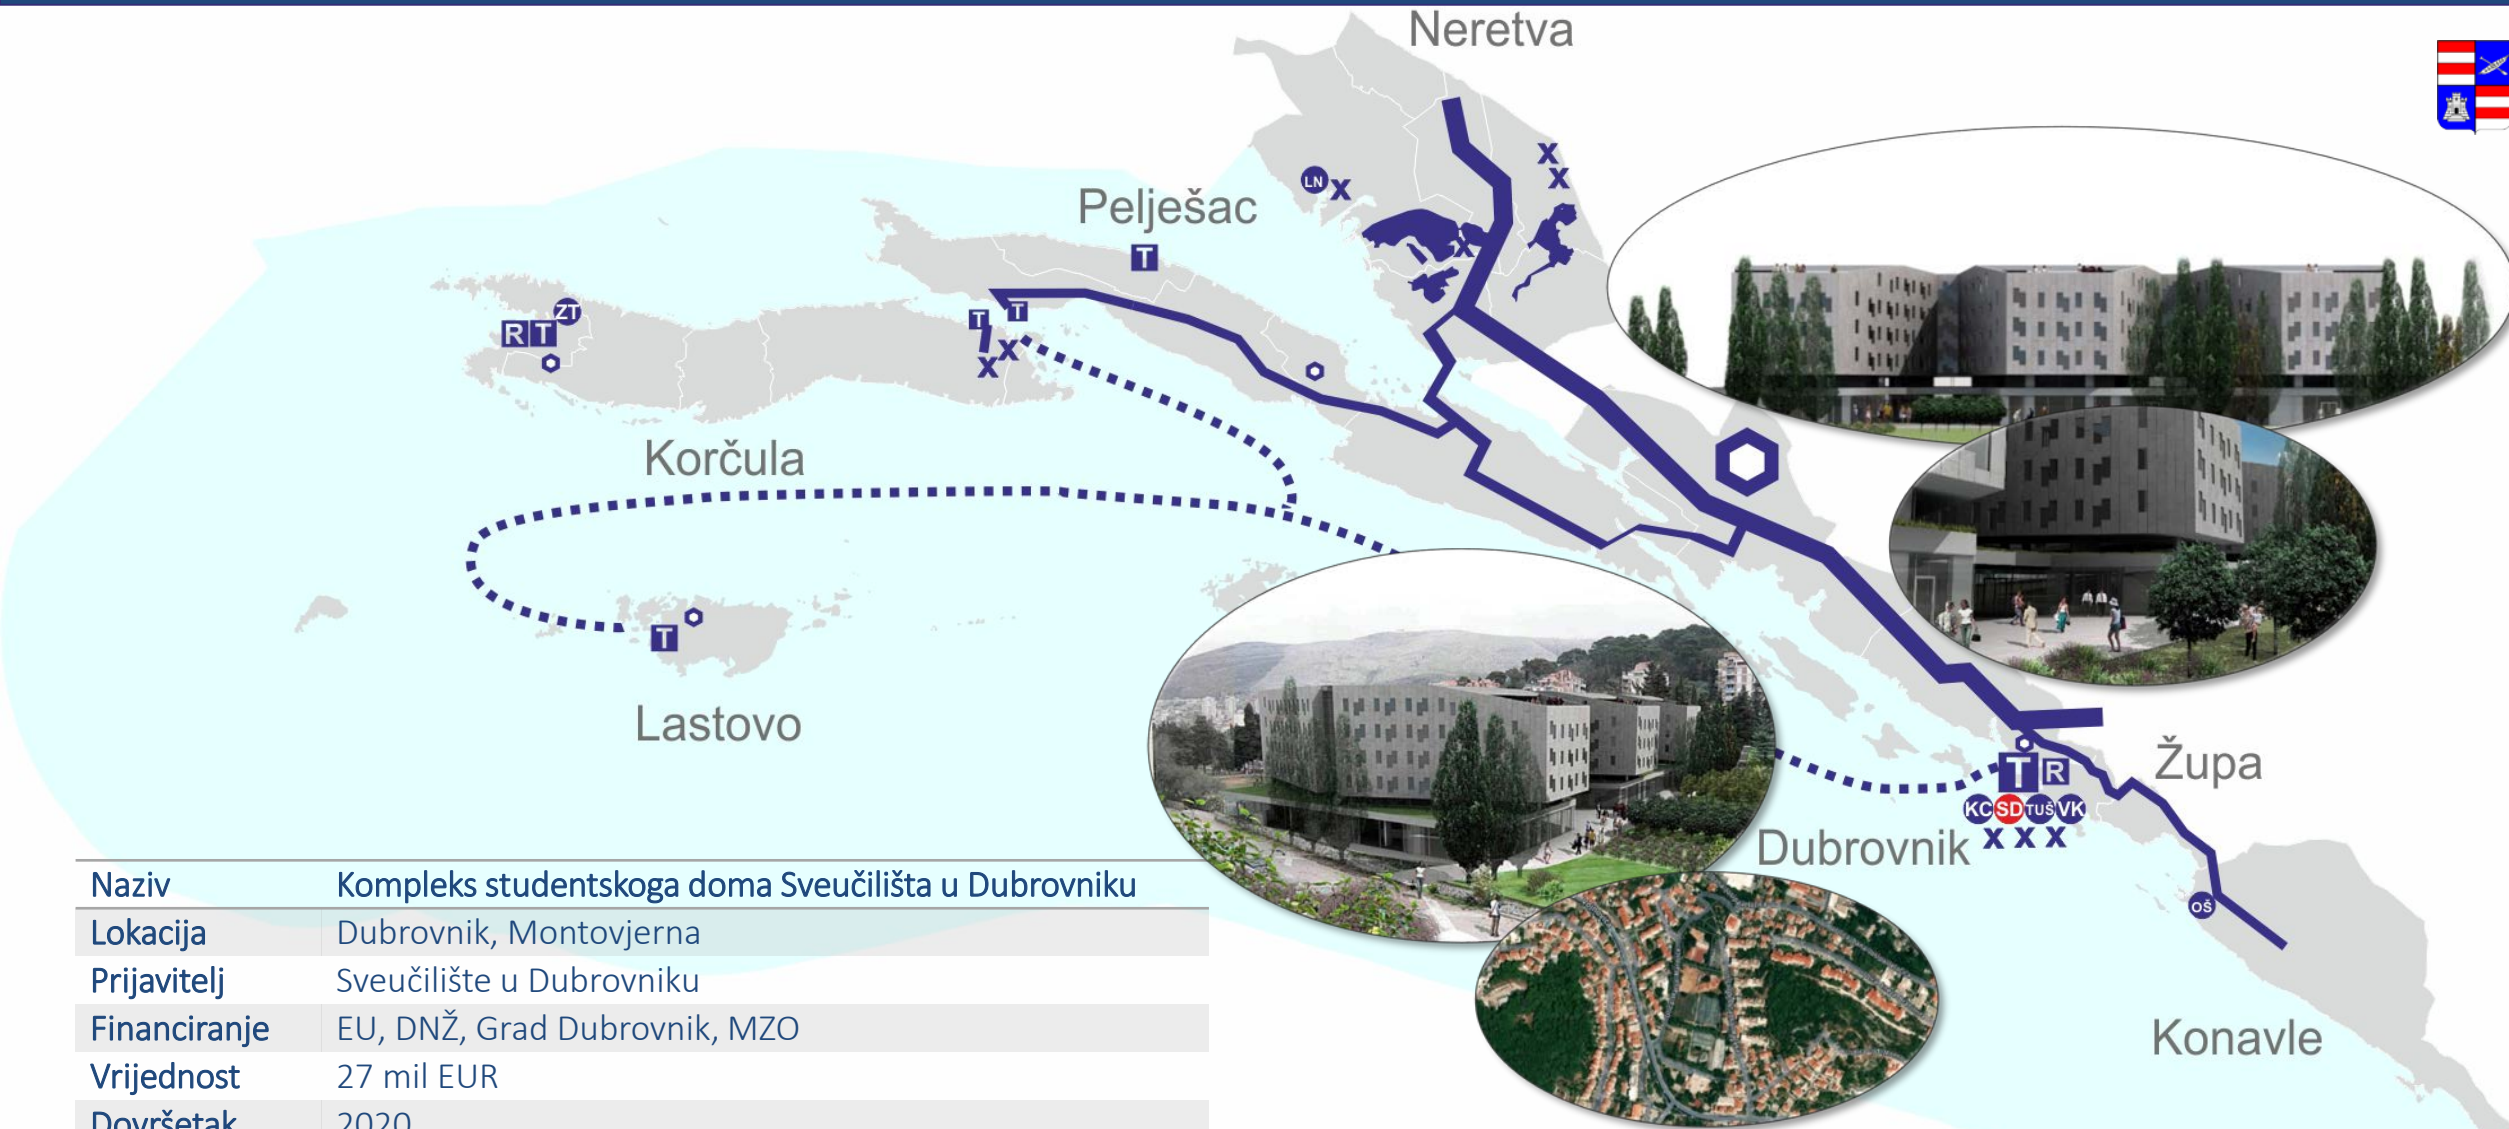 Neretva
LN X
X
X
Pelješac
T
X
ZT
R T
T T
X
X
Korčula
T
Lastovo
T R
Župa
KC SD TUŠ VK
X X X
Dubrovnik
OŠ
Konavle
Naziv Kompleks studentskoga doma Sveučilišta u Dubrovniku
Lokacija Dubrovnik, Montovjerna
Prijavitelj Sveučilište u Dubrovniku
Financiranje EU, DNŽ, Grad Dubrovnik, MZO
Vrijednost 27 mil EUR
Dovršetak 2020